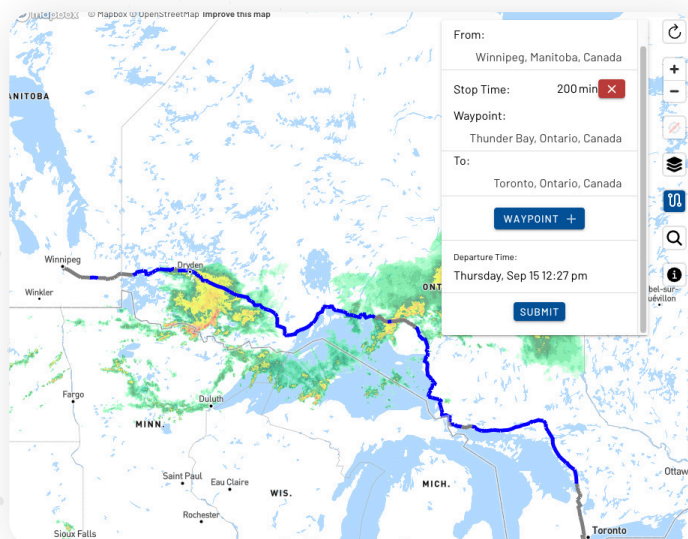 mapbox © Mapbox © OpenStreetMap Improve this map
From:
Winnipeg, Manitoba, Canada
Stop Time: 200 min
Waypoint:
Thunder Bay, Ontario, Canada
To:
Toronto, Ontario, Canada
WAYPOINT +
Departure Time:
Thursday, Sep 15 12:27 pm
SUBMIT
ANITOBA
Winnipeg
Dryden
Winkler
ONT
bel-sur-
uévillon
Fargo
Duluth
MINN.
Saint Paul
Eau Claire
WIS.
MICH.
Ottaw
Rochester
Sioux Falls
Toronto